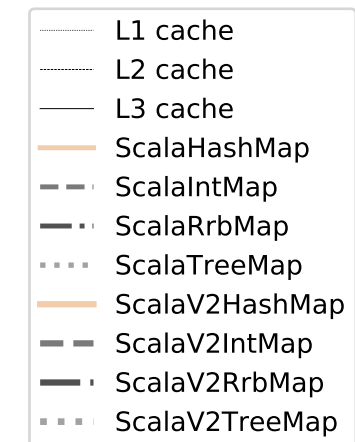 L1 cache
L2 cache
L3 cache
ScalaHashMap
ScalaIntMap
ScalaRrbMap
ScalaTreeMap
ScalaV2HashMap
ScalaV2IntMap
ScalaV2RrbMap
ScalaV2TreeMap